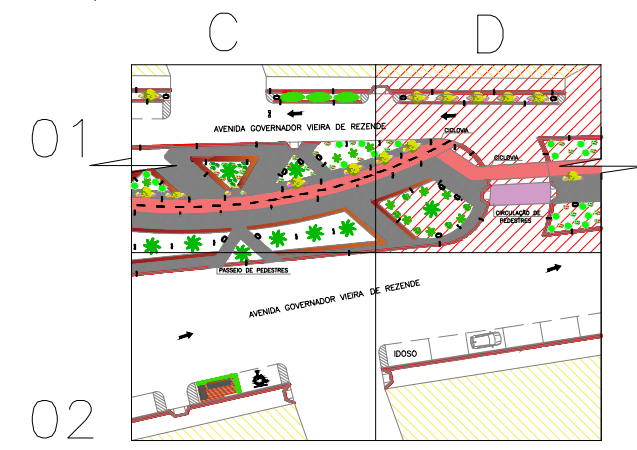 C D
01
AVENIDA GOVERNADOR VIEIRA DE REZENDE
CICLOVIA
CICLOVIA
CIRCULAÇÃO DE
PEDESTRES
PASSEIO DE PEDESTRES
AVENIDA GOVERNADOR VIEIRA DE REZENDE
IDOSO
02